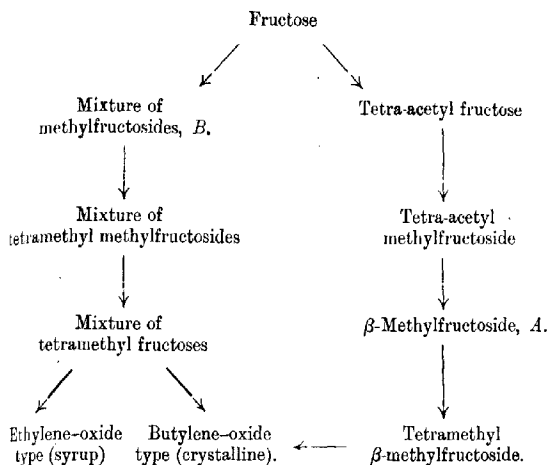 Fructose
Mixture of
methylfructosides, B.
Tetra-acetyl fructose
Mixture of
tetramethyl methylfructosides
Tetra-acetyl
methylfructoside
Mixture of
tetramethyl fructoses
β-Methylfructoside, A.
Ethylene-oxide
type (syrup)
Butylene-oxide
type (crystalline).
Tetramethyl
β-methylfructoside.